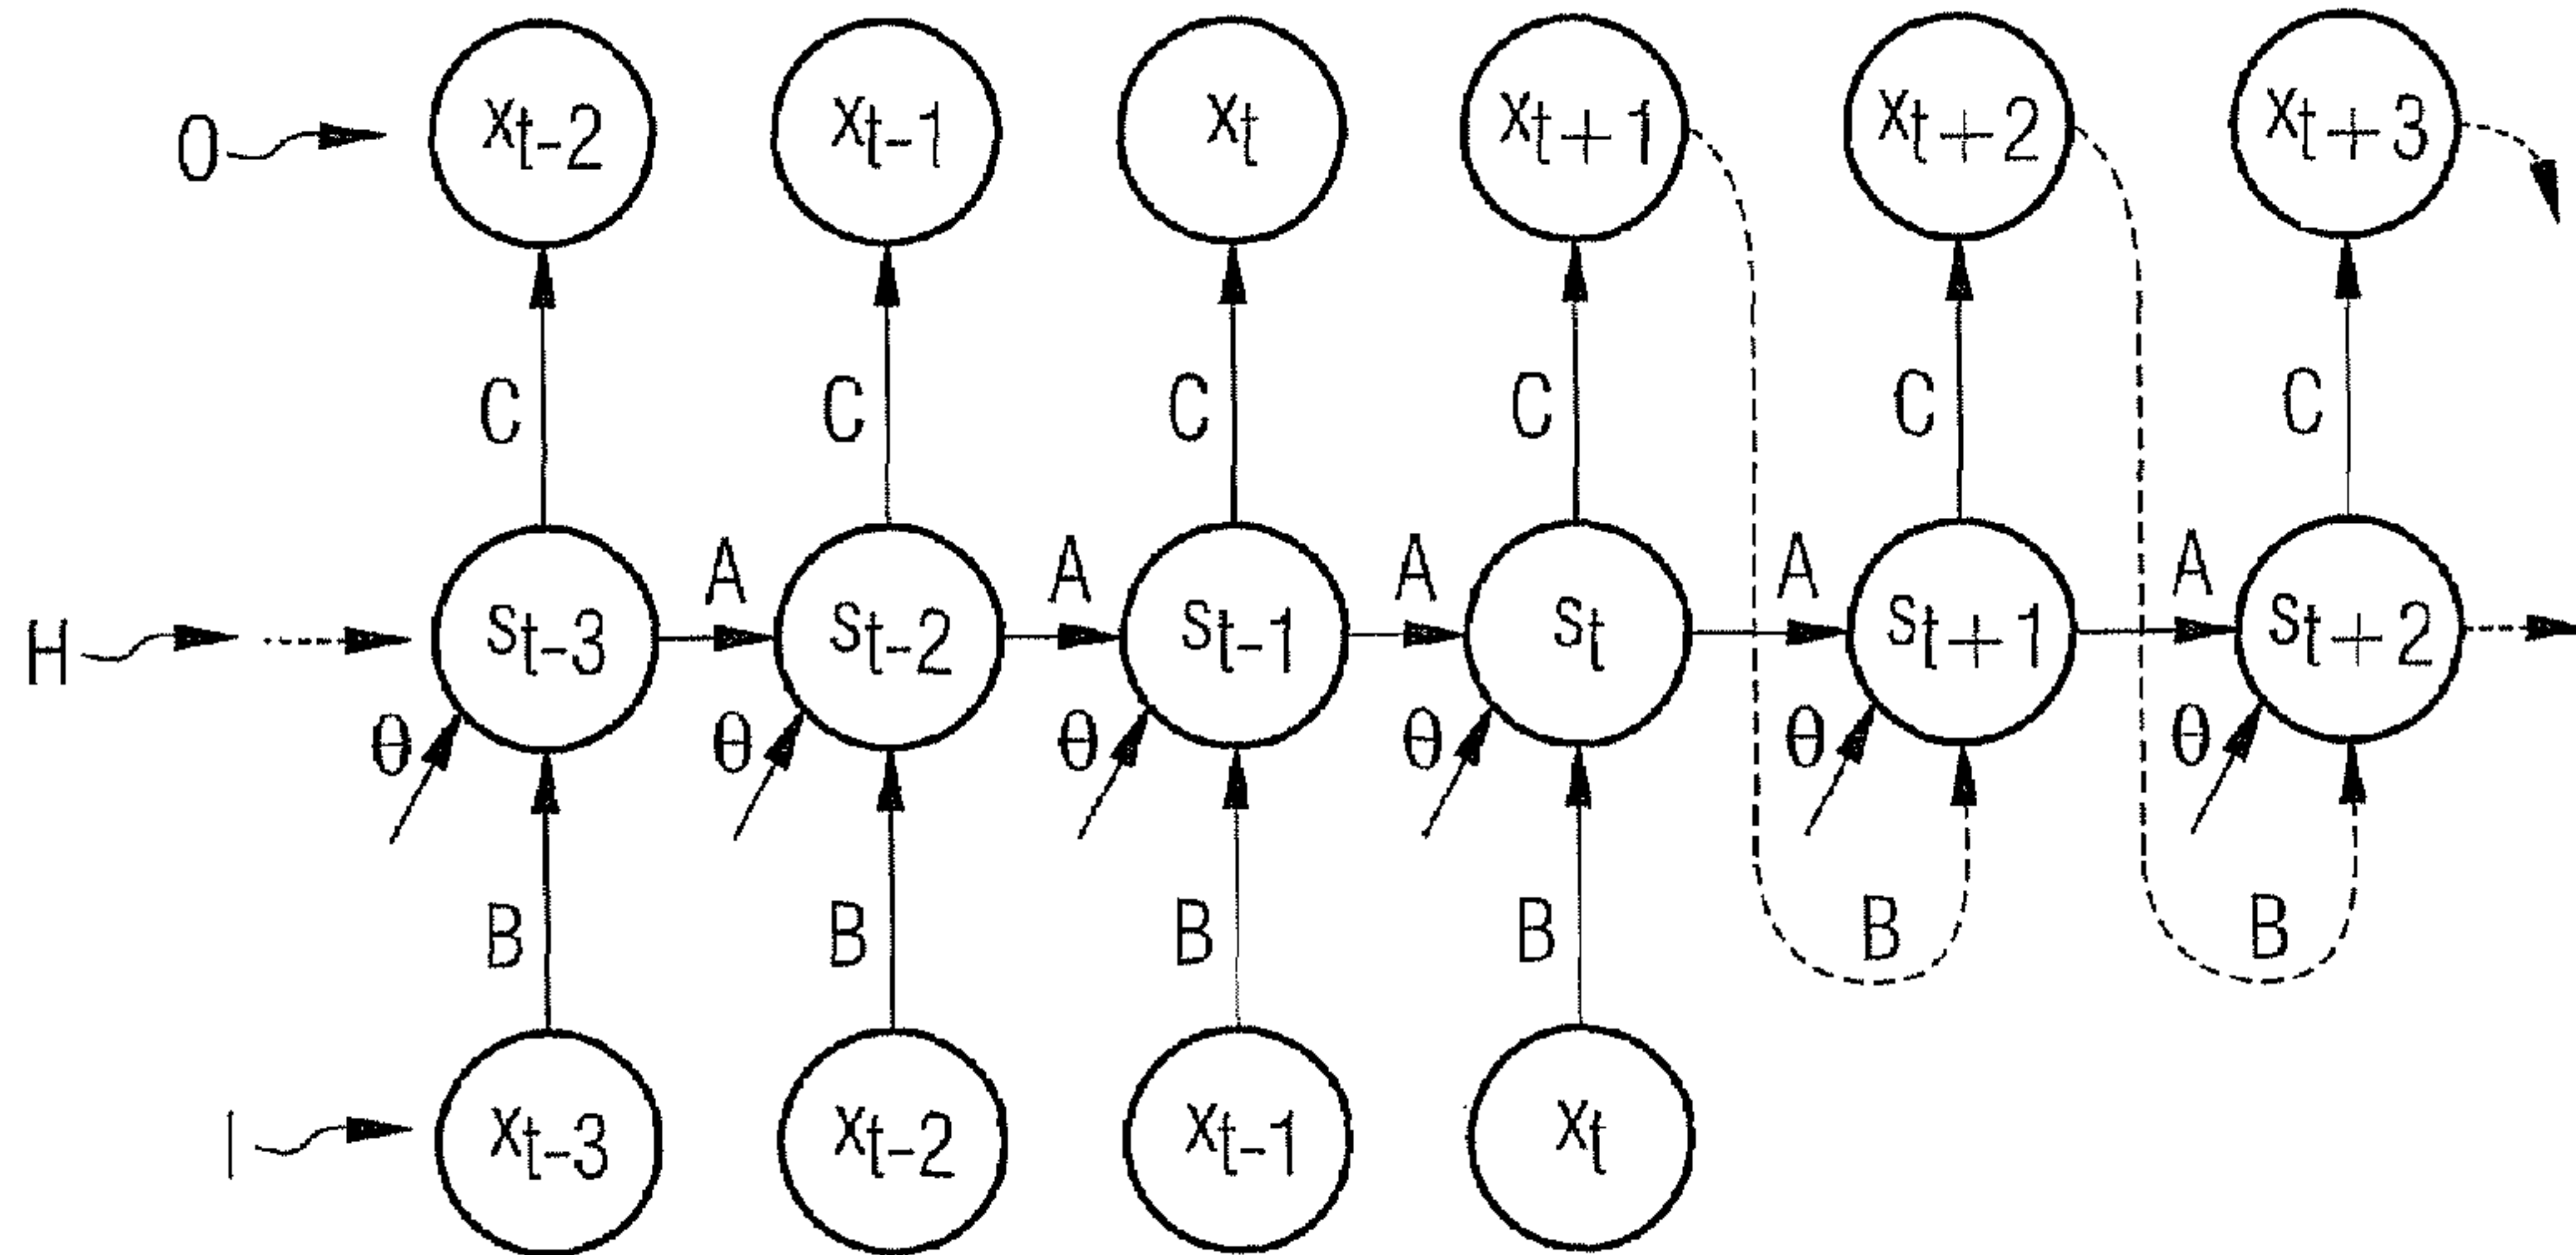 O x_{t-2} x_{t-1} x_t x_{t+1} x_{t+2} x_{t+3}
C C C C C C
A A A A A
H s_{t-3} s_{t-2} s_{t-1} s_t s_{t+1} s_{t+2}
θ θ θ θ θ θ
B B B B B B
I x_{t-3} x_{t-2} x_{t-1} x_t